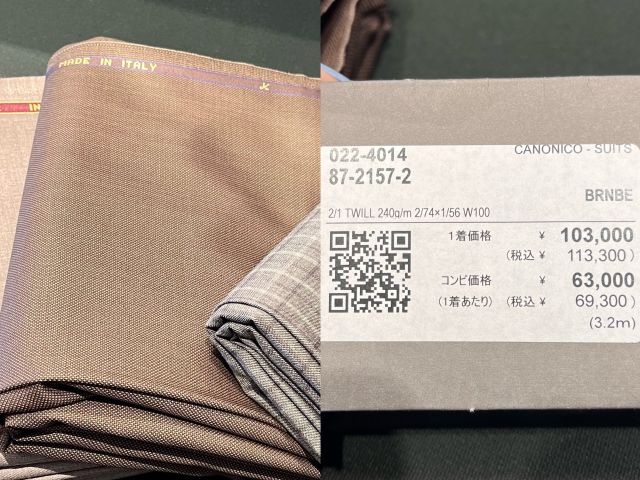 MADE IN ITALY
IN
022-4014
CANONICO - SUITS
87-2157-2
BRNBE
2/1 TWILL 240g/m 2/74×1/56 W100
1着価格 ¥ 103,000
(税込 ¥ 113,300 )
コンビ価格 ¥ 63,000
(1着あたり) (税込 ¥ 69,300 )
(3.2m)